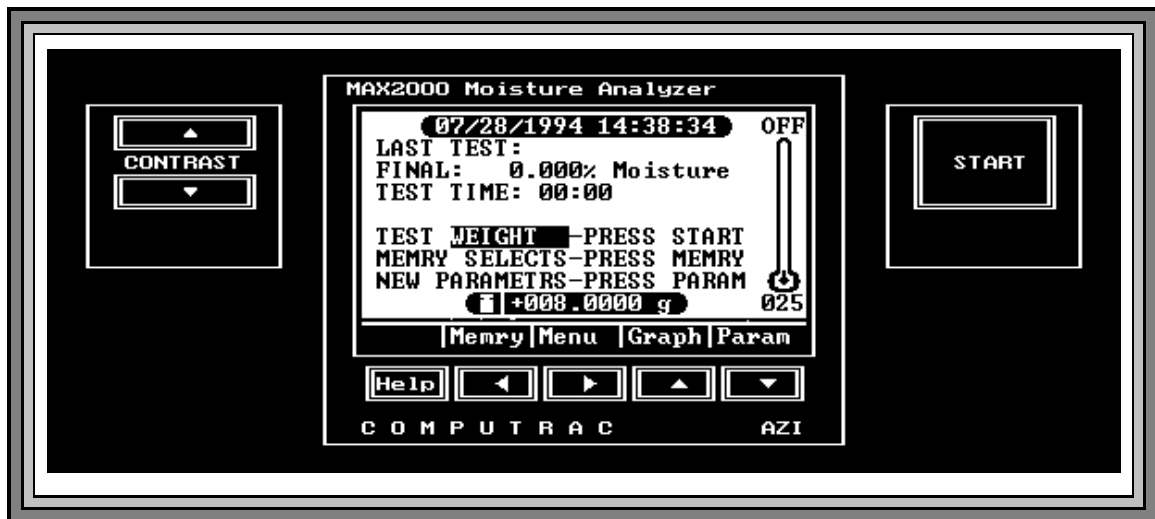 MAX2000 Moisture Analyzer
07/28/1994 14:38:34 OFF
LAST TEST:
FINAL: 0.000% Moisture
TEST TIME: 00:00
TEST WEIGHT -PRESS START
MEMRY SELECTS-PRESS MEMRY
NEW PARAMETRS-PRESS PARAM
+008.0000 g 025
Memry Menu Graph Param
Help
COMPUTRAC AZI
CONTRAST
START